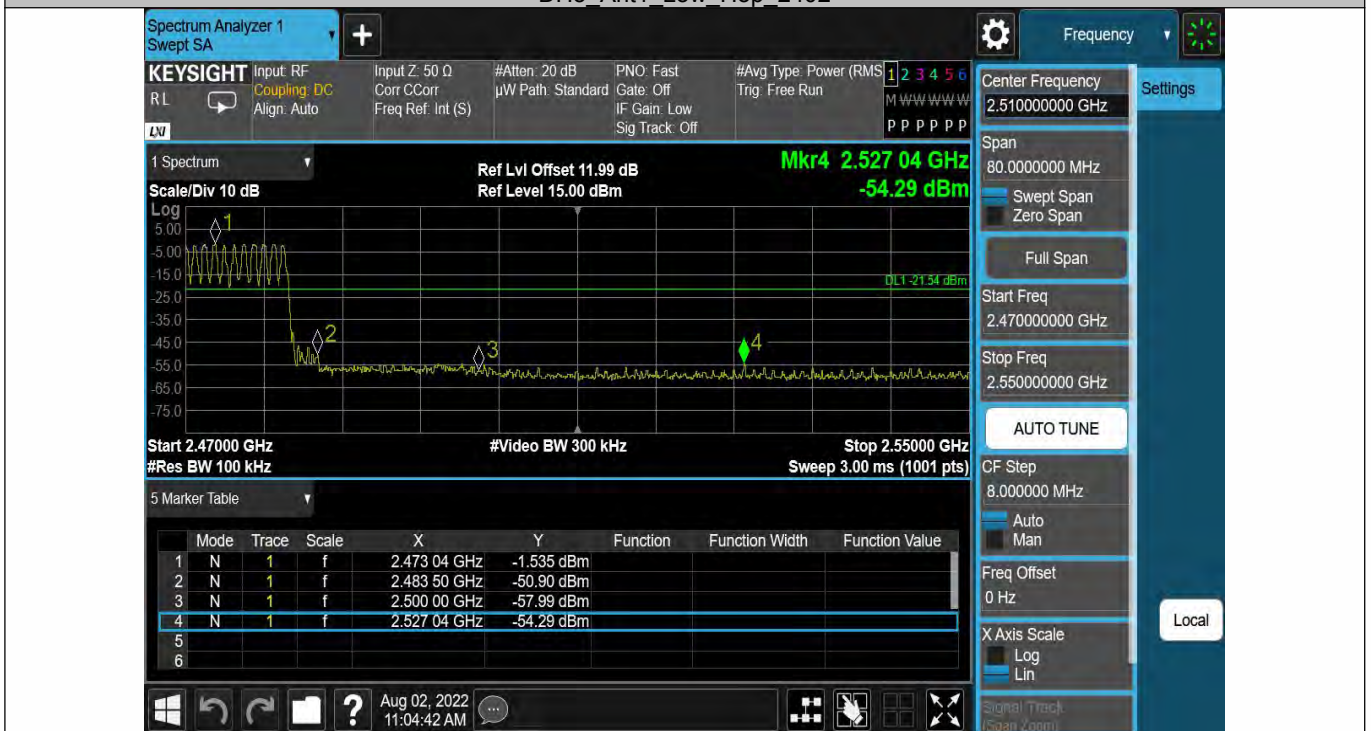 DH5_Ant1_Low_Hop_2402
Spectrum Analyzer 1
Swept SA
+
Frequency
KEYSIGHT
RL
LXI
Input: RF
Coupling: DC
Align: Auto
Input Z: 50 Ω
Corr CCorr
Freq Ref: Int (S)
#Atten: 20 dB
µW Path: Standard
PNO: Fast
Gate: Off
IF Gain: Low
Sig Track: Off
#Avg Type: Power (RMS
Trig: Free Run
1 2 3 4 5 6
M W W W W W
P P P P P P
1 Spectrum
Scale/Div 10 dB
Ref Lvl Offset 11.99 dB
Ref Level 15.00 dBm
Mkr4 2.527 04 GHz
-54.29 dBm
Log
5.00
-5.00
-15.0
-25.0
-35.0
-45.0
-55.0
-65.0
-75.0
1
2
3
4
DL1 -21.54 dBm
Start 2.47000 GHz
#Video BW 300 kHz
Stop 2.55000 GHz
#Res BW 100 kHz
Sweep 3.00 ms (1001 pts)
5 Marker Table
Mode Trace Scale X Y Function Function Width Function Value
1 N 1 f 2.473 04 GHz -1.535 dBm
2 N 1 f 2.483 50 GHz -50.90 dBm
3 N 1 f 2.500 00 GHz -57.99 dBm
4 N 1 f 2.527 04 GHz -54.29 dBm
5
6
?
Aug 02, 2022
11:04:42 AM
Center Frequency
2.510000000 GHz
Settings
Span
80.0000000 MHz
Swept Span
Zero Span
Full Span
Start Freq
2.470000000 GHz
Stop Freq
2.550000000 GHz
AUTO TUNE
CF Step
8.000000 MHz
Auto
Man
Freq Offset
0 Hz
X Axis Scale
Log
Lin
Local
Signal Track
(Span Zoom)